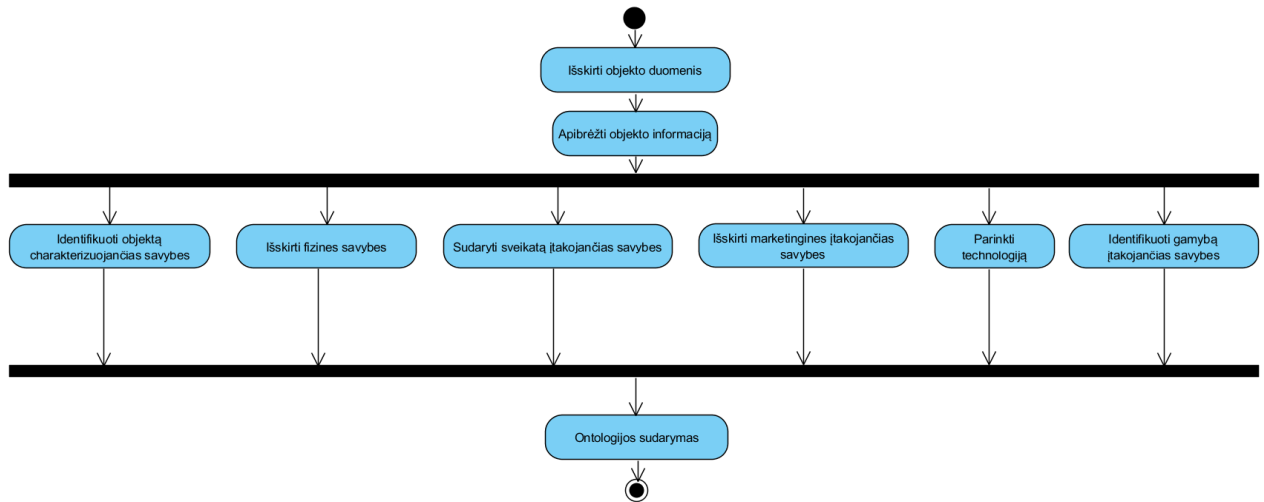 Išskirti objekto duomenis
Apibrėžti objekto informaciją
Identifikuoti objektą
charakterizuojančias savybes
Išskirti fizines savybes
Sudaryti sveikatą įtakojančias savybes
Išskirti marketingines įtakojančias
savybes
Parinkti
technologiją
Identifikuoti gamybą
įtakojančias savybes
Ontologijos sudarymas